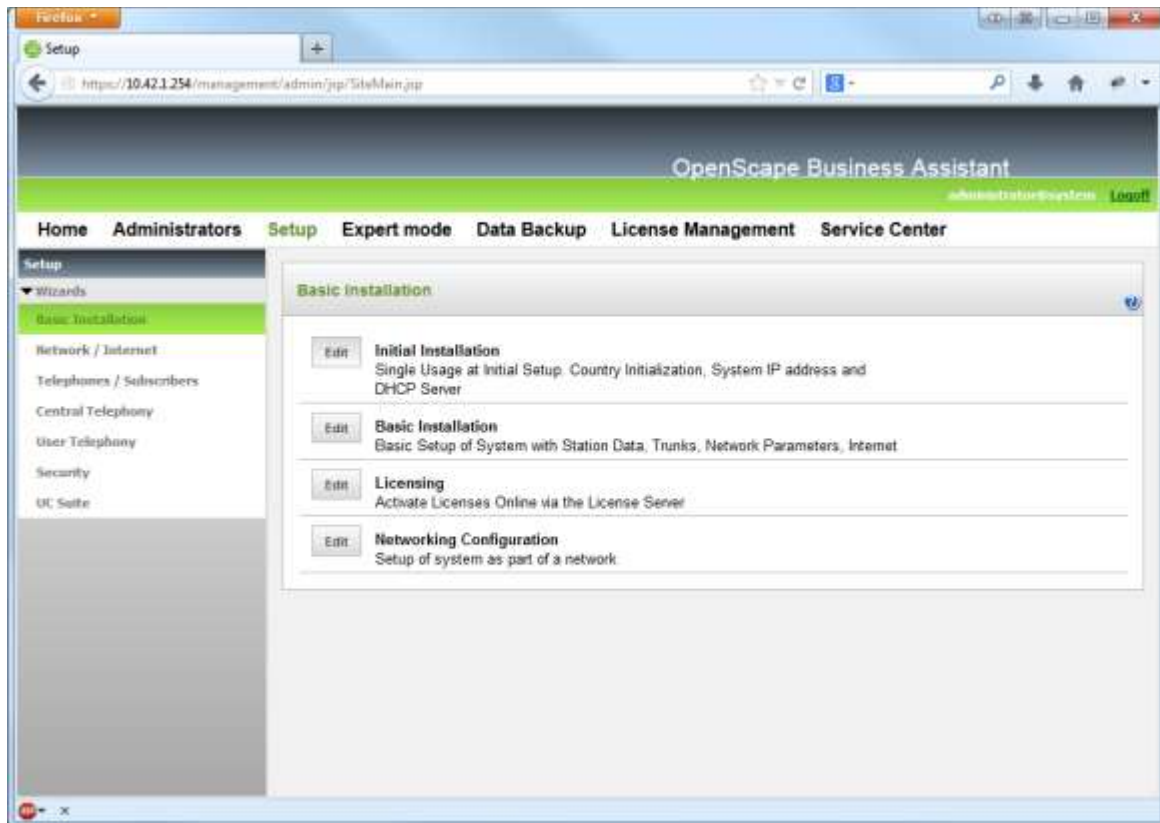 Firefox
Setup
https://10.42.1.254/management/admin/jsp/SiteMain.jsp
OpenScape Business Assistant
administrator@system Logoff
Home Administrators Setup Expert mode Data Backup License Management Service Center
Setup
Wizards
Basic Installation
Network / Internet
Telephones / Subscribers
Central Telephony
User Telephony
Security
UC Suite
Basic Installation
Edit Initial Installation
Single Usage at Initial Setup. Country Initialization, System IP address and
DHCP Server
Edit Basic Installation
Basic Setup of System with Station Data, Trunks, Network Parameters, Internet
Edit Licensing
Activate Licenses Online via the License Server
Edit Networking Configuration
Setup of system as part of a network